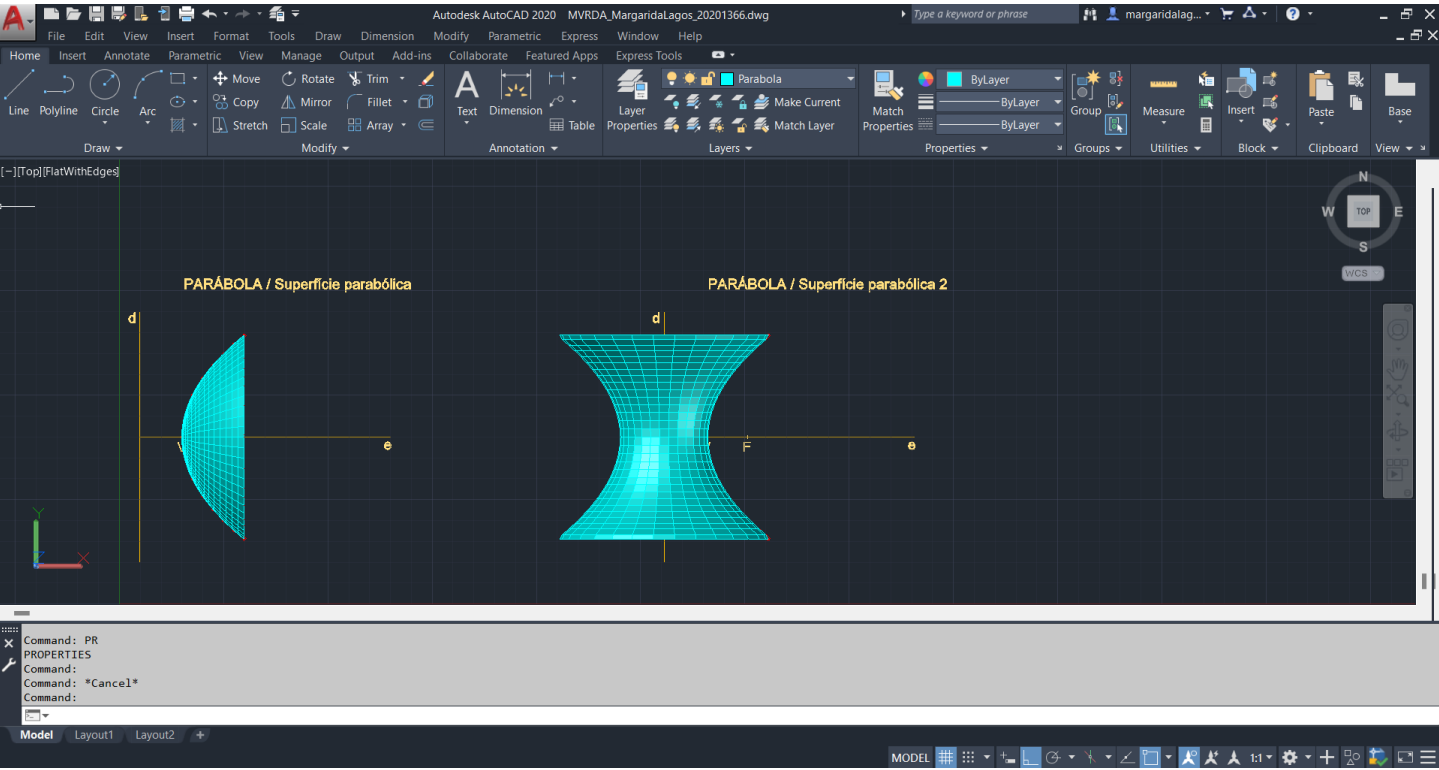 Autodesk AutoCAD 2020 MVRDA_MargaridaLagos_20201366.dwg
Type a keyword or phrase
margaridalag...
File Edit View Insert Format Tools Draw Dimension Modify Parametric Express Window Help
Home Insert Annotate Parametric View Manage Output Add-ins Collaborate Featured Apps Express Tools
Line Polyline Circle Arc
Move Rotate Trim
Copy Mirror Fillet
Stretch Scale Array
Text Dimension Table
Layer Properties
Parabola
Make Current
Match Layer
Match Properties
ByLayer
ByLayer
ByLayer
Group Measure Insert Paste Base
Draw Modify Annotation Layers Properties Groups Utilities Block Clipboard View
[−][Top][FlatWithEdges]
N
W TOP E
S
WCS
PARÁBOLA / Superfície parabólica
PARÁBOLA / Superfície parabólica 2
d
d
e
F
e
Y
X
Command: PR
PROPERTIES
Command:
Command: *Cancel*
Command:
Model Layout1 Layout2 +
MODEL 1:1